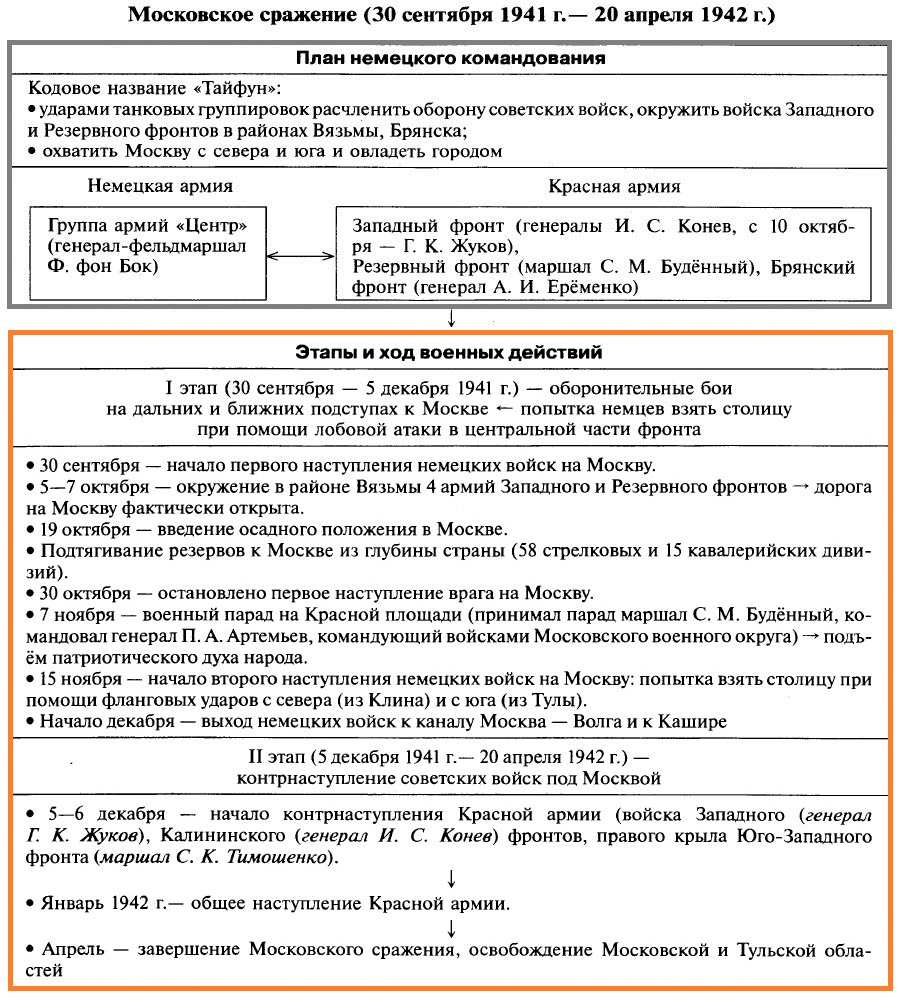 Московское сражение (30 сентября 1941 г.— 20 апреля 1942 г.)
План немецкого командования
Кодовое название «Тайфун»:
• ударами танковых группировок расчленить оборону советских войск, окружить войска Западного
и Резервного фронтов в районах Вязьмы, Брянска;
• охватить Москву с севера и юга и овладеть городом
Немецкая армия
Группа армий «Центр»
(генерал-фельдмаршал
Ф. фон Бок)
Красная армия
Западный фронт (генералы И. С. Конев, с 10 октяб-
ря — Г. К. Жуков),
Резервный фронт (маршал С. М. Будённый), Брянский
фронт (генерал А. И. Ерёменко)
Этапы и ход военных действий
I этап (30 сентября — 5 декабря 1941 г.) — оборонительные бои
на дальних и ближних подступах к Москве ← попытка немцев взять столицу
при помощи лобовой атаки в центральной части фронта
• 30 сентября — начало первого наступления немецких войск на Москву.
• 5—7 октября — окружение в районе Вязьмы 4 армий Западного и Резервного фронтов → дорога
на Москву фактически открыта.
• 19 октября — введение осадного положения в Москве.
• Подтягивание резервов к Москве из глубины страны (58 стрелковых и 15 кавалерийских диви-
зий).
• 30 октября — остановлено первое наступление врага на Москву.
• 7 ноября — военный парад на Красной площади (принимал парад маршал С. М. Будённый, ко-
мандовал генерал П. А. Артемьев, командующий войсками Московского военного округа) → подъ-
ём патриотического духа народа.
• 15 ноября — начало второго наступления немецких войск на Москву: попытка взять столицу при
помощи фланговых ударов с севера (из Клина) и с юга (из Тулы).
• Начало декабря — выход немецких войск к каналу Москва — Волга и к Кашире
II этап (5 декабря 1941 г.— 20 апреля 1942 г.) —
контрнаступление советских войск под Москвой
• 5—6 декабря — начало контрнаступления Красной армии (войска Западного (генерал
Г. К. Жуков), Калининского (генерал И. С. Конев) фронтов, правого крыла Юго-Западного
фронта (маршал С. К. Тимошенко).
• Январь 1942 г.— общее наступление Красной армии.
• Апрель — завершение Московского сражения, освобождение Московской и Тульской обла-
стей